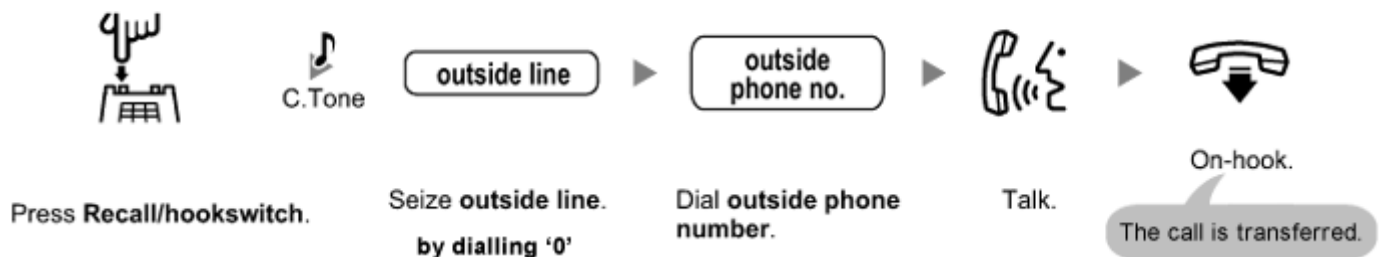 C.Tone
outside line
outside
phone no.
Press Recall/hookswitch.
Seize outside line.
by dialling ‘0’
Dial outside phone
number.
Talk.
On-hook.
The call is transferred.